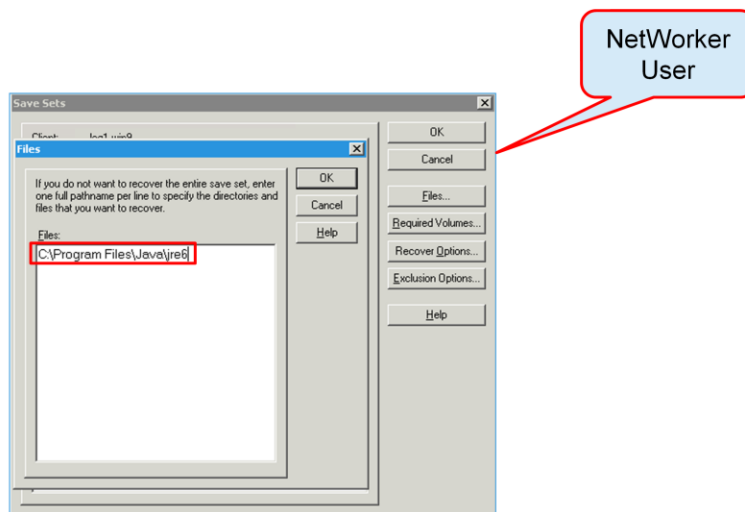 NetWorker
User
Save Sets
OK
Cancel
Files...
Required Volumes...
Recover Options...
Exclusion Options...
Help
Files
If you do not want to recover the entire save set, enter
one full pathname per line to specify the directories and
files that you want to recover.
Files:
C:\Program Files\Java\jre6
OK
Cancel
Help